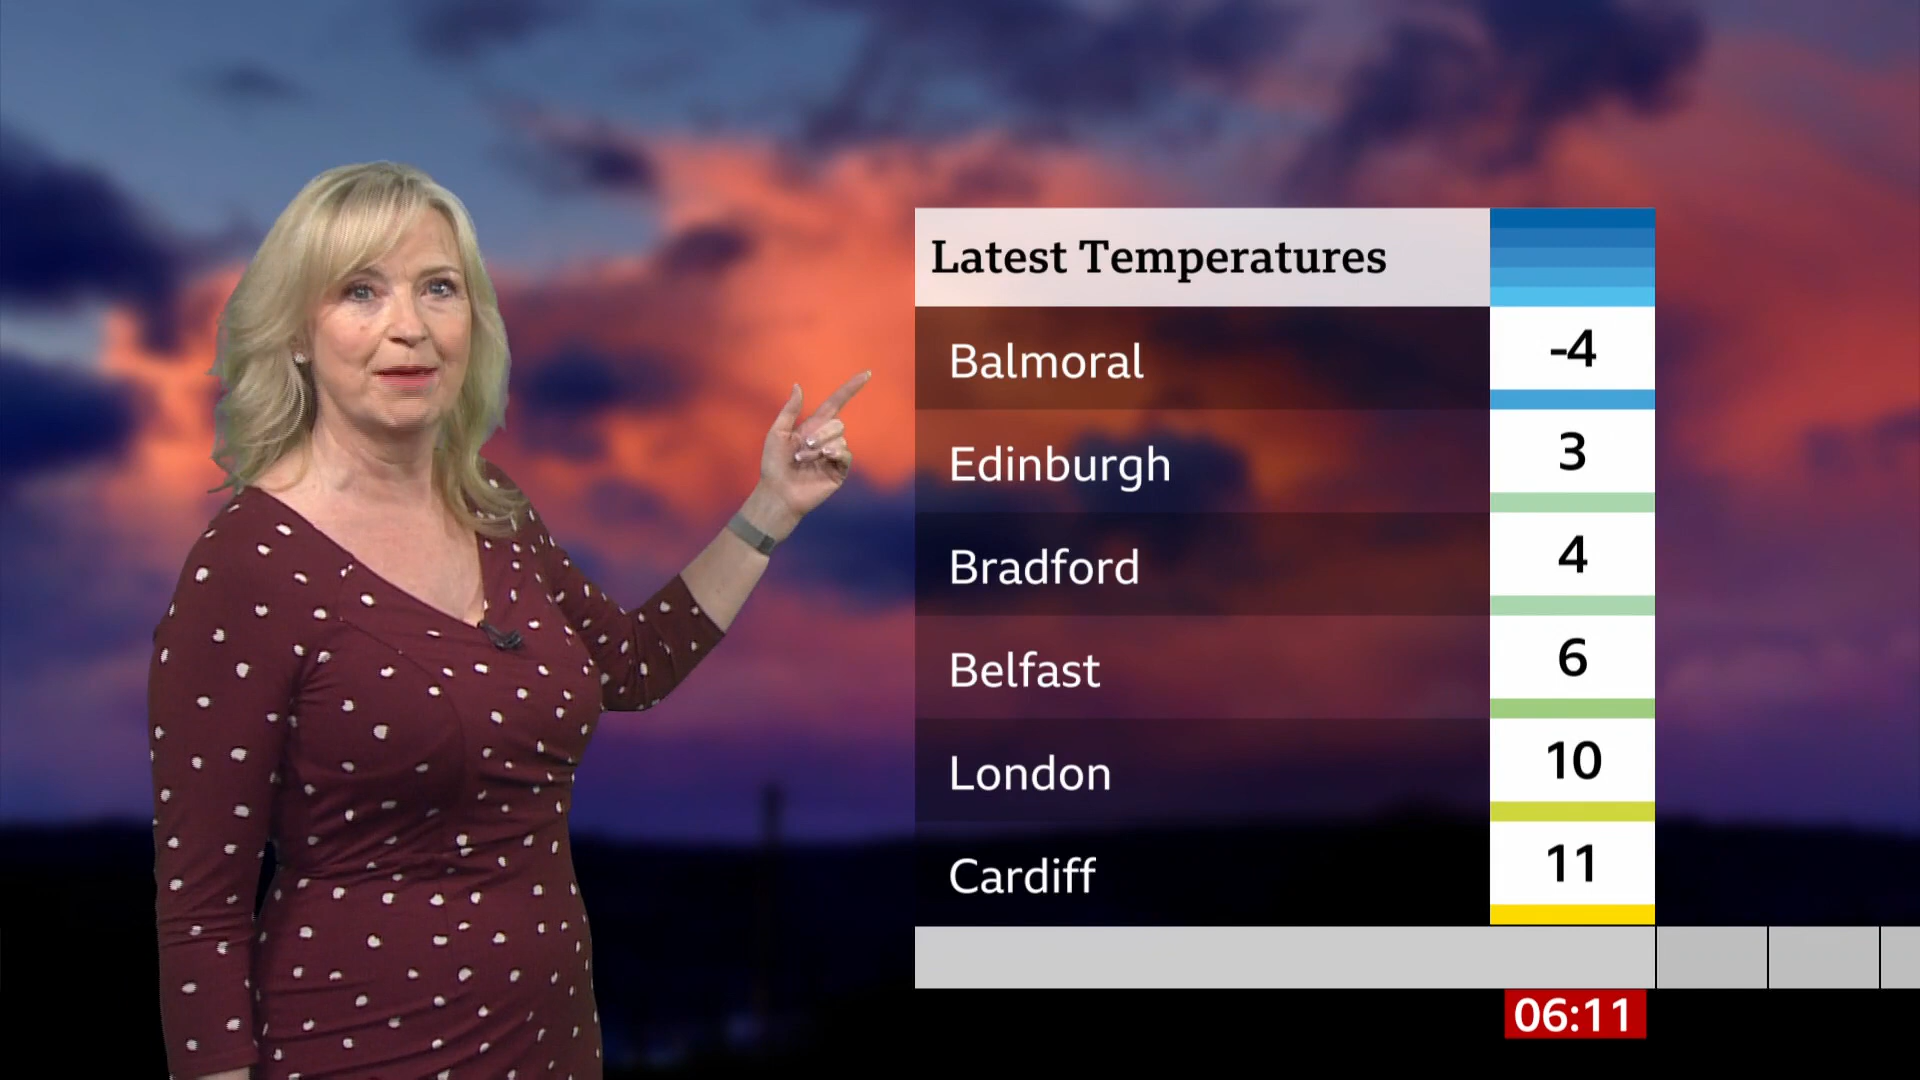 Latest Temperatures
Balmoral -4
Edinburgh 3
Bradford 4
Belfast 6
London 10
Cardiff 11
06:11